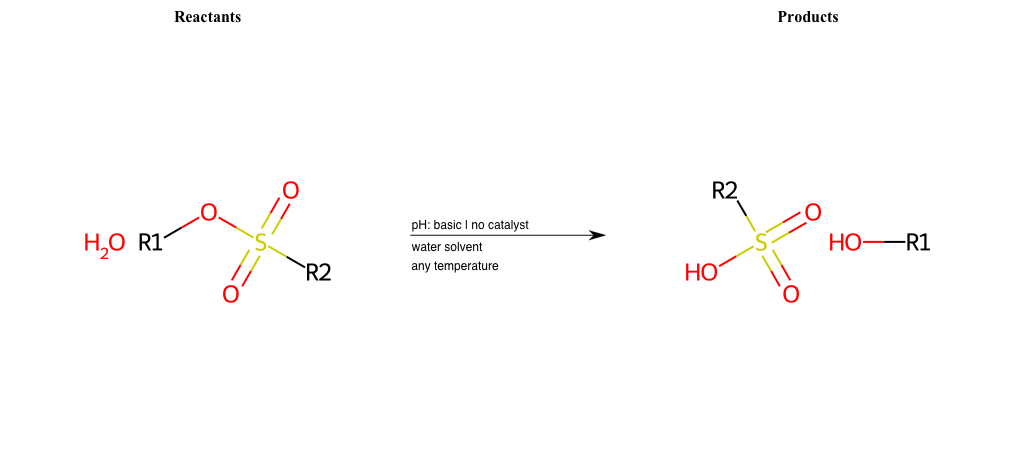 Reactants
Products
O
R2
O
O
H2O
R1
S
S
HO
R1
R2
HO
O
O
pH: basic | no catalyst
water solvent
any temperature